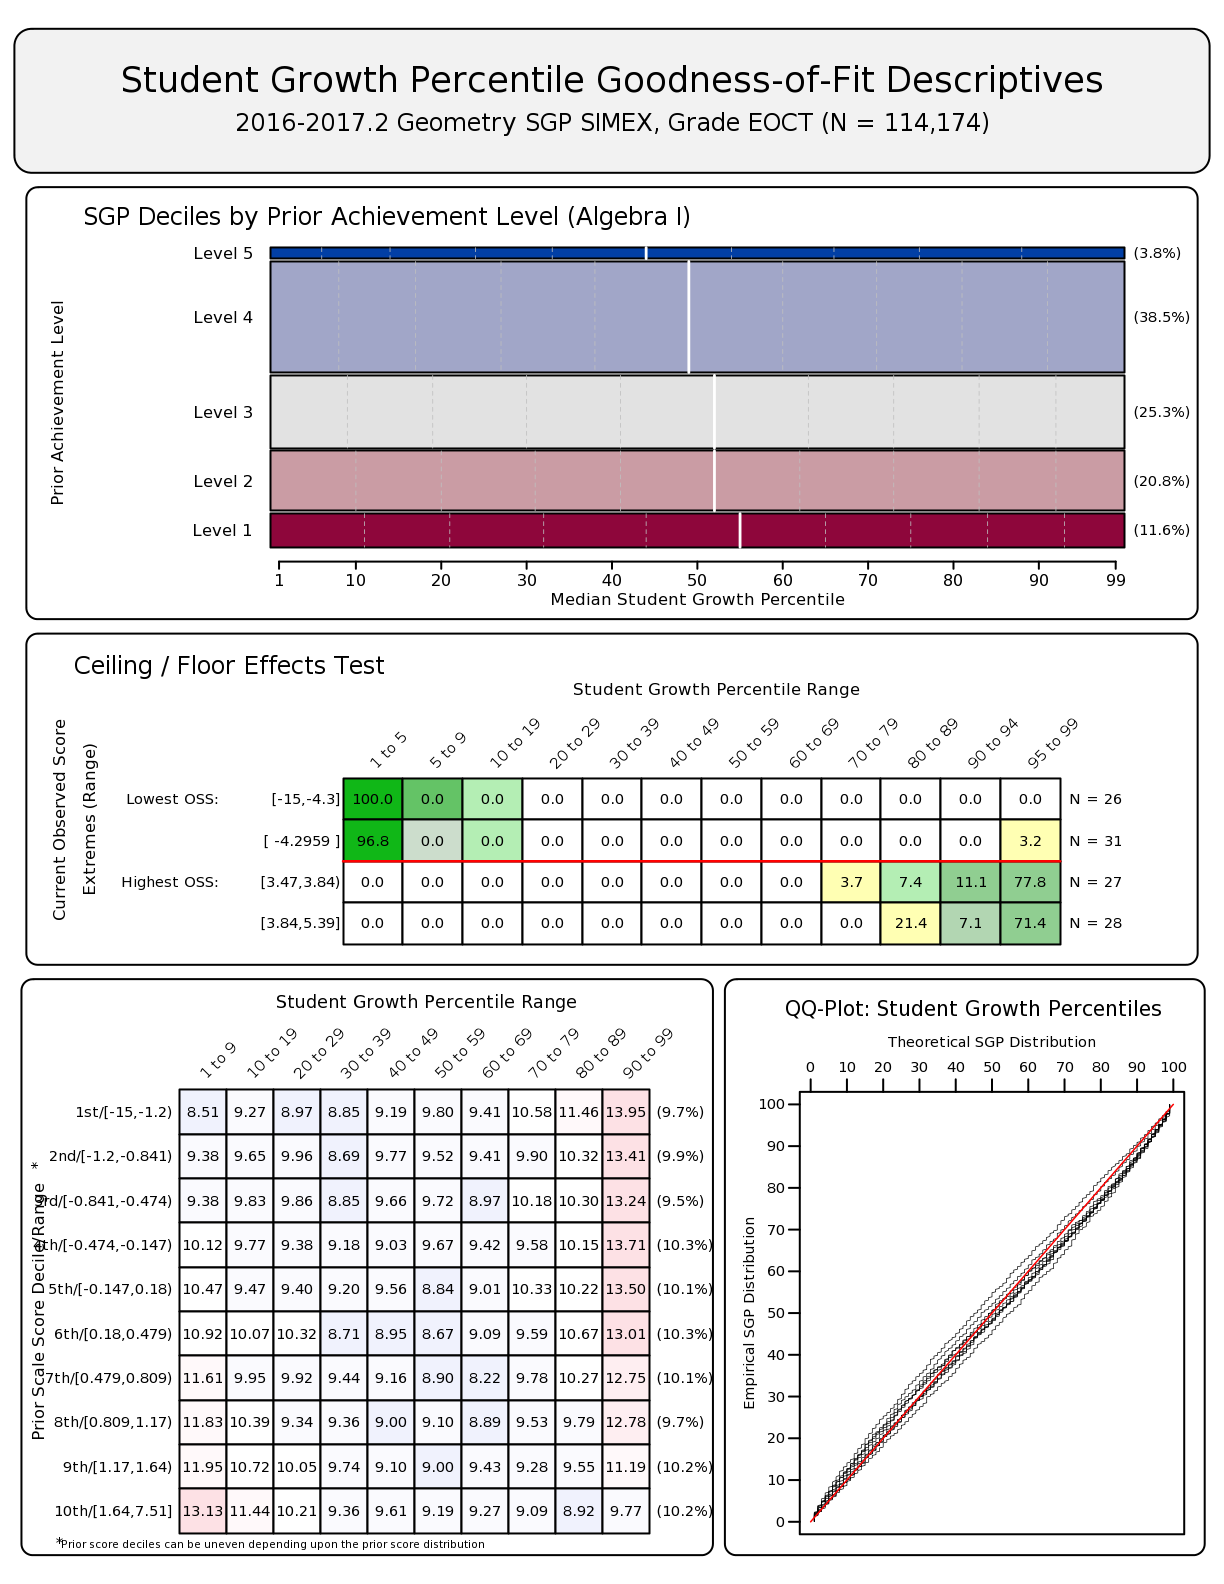 Student Growth Percentile Goodness-of-Fit Descriptives
2016-2017.2 Geometry SGP SIMEX, Grade EOCT (N = 114,174)
SGP Deciles by Prior Achievement Level (Algebra I)
Prior Achievement Level
Level 5 (3.8%)
Level 4 (38.5%)
Level 3 (25.3%)
Level 2 (20.8%)
Level 1 (11.6%)
1 10 20 30 40 50 60 70 80 90 99
Median Student Growth Percentile
Ceiling / Floor Effects Test
Student Growth Percentile Range
Current Observed Score
Extremes (Range)
1 to 5 5 to 9 10 to 19 20 to 29 30 to 39 40 to 49 50 to 59 60 to 69 70 to 79 80 to 89 90 to 94 95 to 99
Lowest OSS: [-15,-4.3] 100.0 0.0 0.0 0.0 0.0 0.0 0.0 0.0 0.0 0.0 0.0 0.0 N = 26
[ -4.2959 ] 96.8 0.0 0.0 0.0 0.0 0.0 0.0 0.0 0.0 0.0 0.0 3.2 N = 31
Highest OSS: [3.47,3.84) 0.0 0.0 0.0 0.0 0.0 0.0 0.0 0.0 3.7 7.4 11.1 77.8 N = 27
[3.84,5.39] 0.0 0.0 0.0 0.0 0.0 0.0 0.0 0.0 0.0 21.4 7.1 71.4 N = 28
Student Growth Percentile Range
Prior Scale Score Decile/Range *
1 to 9 10 to 19 20 to 29 30 to 39 40 to 49 50 to 59 60 to 69 70 to 79 80 to 89 90 to 99
1st/[-15,-1.2) 8.51 9.27 8.97 8.85 9.19 9.80 9.41 10.58 11.46 13.95 (9.7%)
2nd/[-1.2,-0.841) 9.38 9.65 9.96 8.69 9.77 9.52 9.41 9.90 10.32 13.41 (9.9%)
3rd/[-0.841,-0.474) 9.38 9.83 9.86 8.85 9.66 9.72 8.97 10.18 10.30 13.24 (9.5%)
4th/[-0.474,-0.147) 10.12 9.77 9.38 9.18 9.03 9.67 9.42 9.58 10.15 13.71 (10.3%)
5th/[-0.147,0.18) 10.47 9.47 9.40 9.20 9.56 8.84 9.01 10.33 10.22 13.50 (10.1%)
6th/[0.18,0.479) 10.92 10.07 10.32 8.71 8.95 8.67 9.09 9.59 10.67 13.01 (10.3%)
7th/[0.479,0.809) 11.61 9.95 9.92 9.44 9.16 8.90 8.22 9.78 10.27 12.75 (10.1%)
8th/[0.809,1.17) 11.83 10.39 9.34 9.36 9.00 9.10 8.89 9.53 9.79 12.78 (9.7%)
9th/[1.17,1.64) 11.95 10.72 10.05 9.74 9.10 9.00 9.43 9.28 9.55 11.19 (10.2%)
10th/[1.64,7.51] 13.13 11.44 10.21 9.36 9.61 9.19 9.27 9.09 8.92 9.77 (10.2%)
*Prior score deciles can be uneven depending upon the prior score distribution
QQ-Plot: Student Growth Percentiles
Theoretical SGP Distribution
0 10 20 30 40 50 60 70 80 90 100
Empirical SGP Distribution
100
90
80
70
60
50
40
30
20
10
0